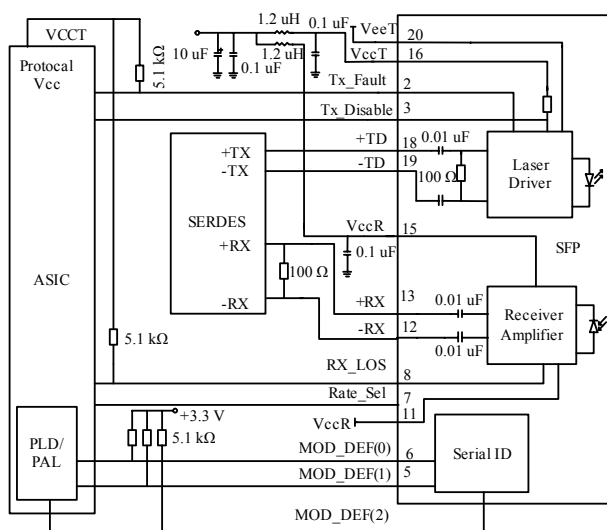 VCCT
Protocal
Vcc
5.1 kΩ
10 uF
0.1 uF
1.2 uH
1.2uH
0.1 uF
VeeT
20
VccT
16
Tx_Fault
2
Tx_Disable
3
+TX
-TX
SERDES
+RX
-RX
+TD
18
-TD
19
0.01 uF
100 Ω
Laser
Driver
VccR
15
0.1 uF
SFP
ASIC
100 Ω
+RX
13
-RX
12
0.01 uF
0.01 uF
Receiver
Amplifier
5.1 kΩ
RX_LOS
8
Rate_Sel
7
11
VccR
+3.3 V
5.1 kΩ
PLD/
PAL
MOD_DEF(0)
6
MOD_DEF(1)
5
Serial ID
MOD_DEF(2)